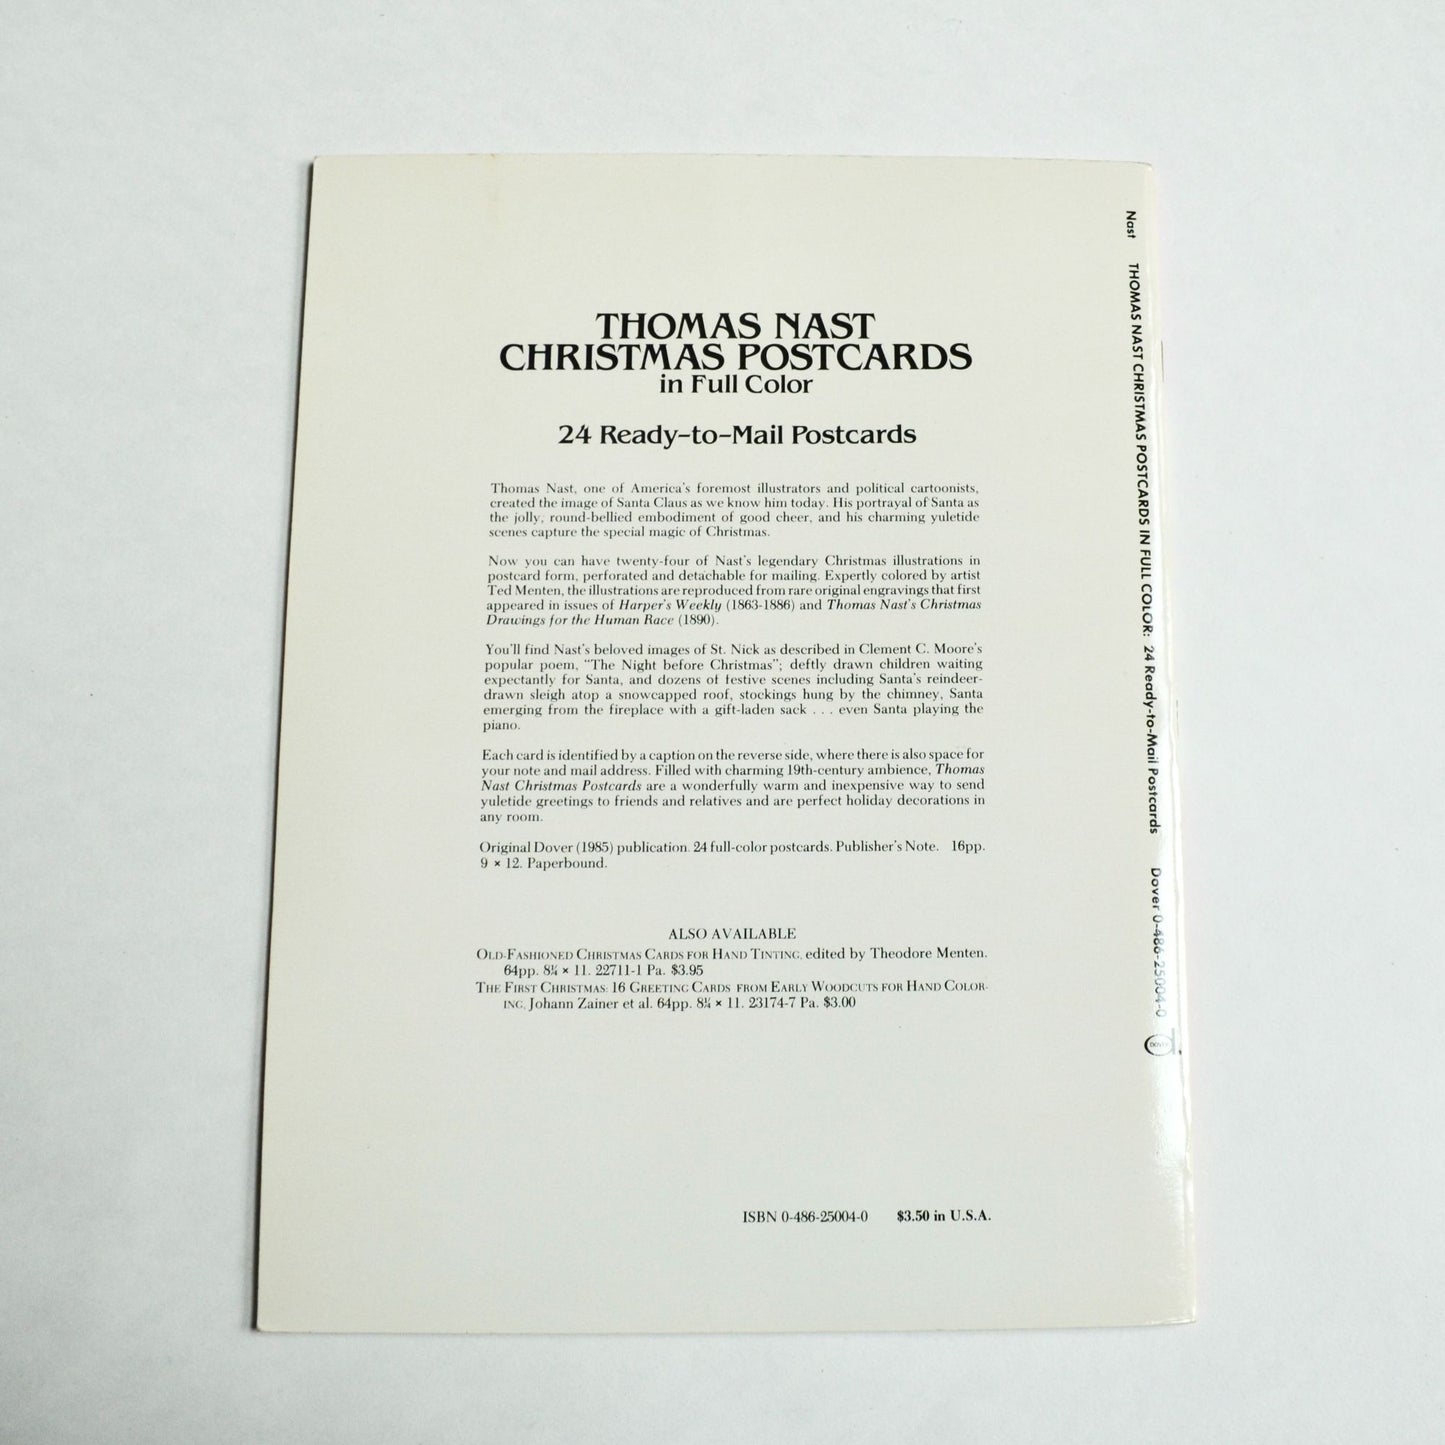 THOMAS NAST
CHRISTMAS POSTCARDS
in Full Color
24 Ready-to-Mail Postcards
Thomas Nast, one of America's foremost illustrators and political cartoonists,
created the image of Santa Claus as we know him today. His portrayal of Santa as
the jolly, round-bellied embodiment of good cheer, and his charming yuletide
scenes capture the special magic of Christmas.
Now you can have twenty-four of Nast's legendary Christmas illustrations in
postcard form, perforated and detachable for mailing. Expertly colored by artist
Ted Menten, the illustrations are reproduced from rare original engravings that first
appeared in issues of Harper's Weekly (1863-1886) and Thomas Nast's Christmas
Drawings for the Human Race (1890).
You'll find Nast's beloved images of St. Nick as described in Clement C. Moore's
popular poem, "The Night before Christmas"; deftly drawn children waiting
expectantly for Santa, and dozens of festive scenes including Santa's reindeer-
drawn sleigh atop a snowcapped roof, stockings hung by the chimney, Santa
emerging from the fireplace with a gift-laden sack . . . even Santa playing the
piano.
Each card is identified by a caption on the reverse side, where there is also space for
your note and mail address. Filled with charming 19th-century ambience, Thomas
Nast Christmas Postcards are a wonderfully warm and inexpensive way to send
yuletide greetings to friends and relatives and are perfect holiday decorations in
any room.
Original Dover (1985) publication. 24 full-color postcards. Publisher's Note. 16pp.
9 × 12. Paperbound.
ALSO AVAILABLE
OLD-FASHIONED CHRISTMAS CARDS FOR HAND TINTING, edited by Theodore Menten.
64pp. 8¼ × 11. 22711-1 Pa. $3.95
THE FIRST CHRISTMAS: 16 GREETING CARDS FROM EARLY WOODCUTS FOR HAND COLOR-
ING, Johann Zainer et al. 64pp. 8¼ × 11. 23174-7 Pa. $3.00
ISBN 0-486-25004-0 $3.50 in U.S.A.
Nast THOMAS NAST CHRISTMAS POSTCARDS IN FULL COLOR: 24 Ready-to-Mail Postcards Dover 0-486-25004-0
DOVER